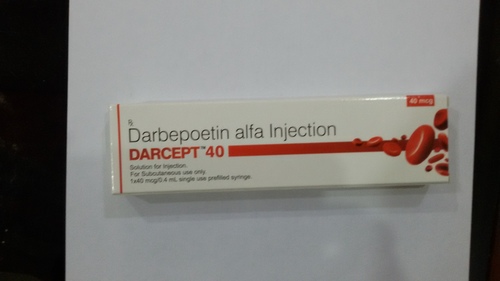 40 mcg
℞
Darbepoetin alfa Injection
DARCEPT™40
Solution for Injection.
For Subcutaneous use only.
1x40 mcg/0.4 mL single use prefilled syringe.